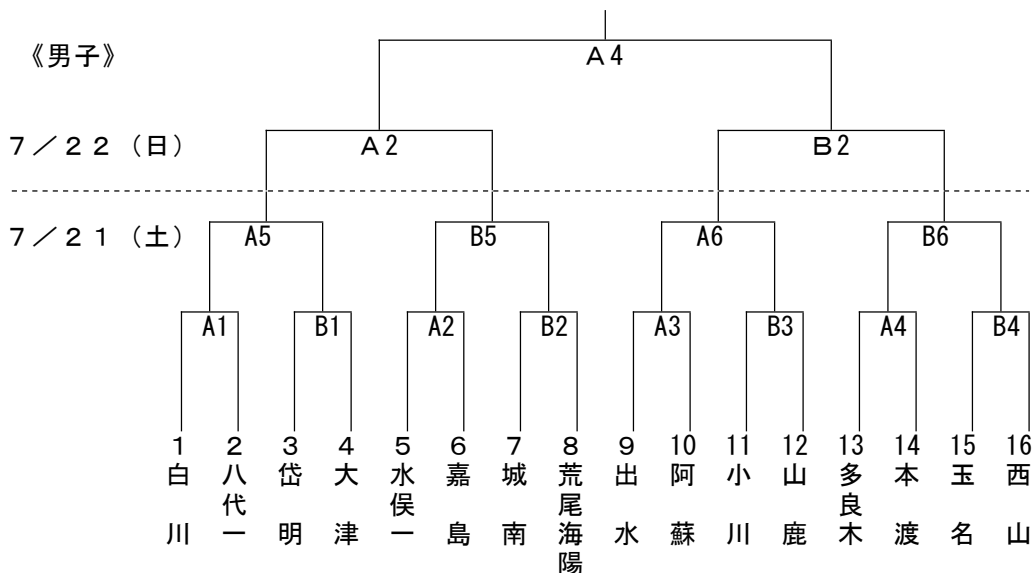 《男子》
Ａ４
７／２２（日）
Ａ２
Ｂ２
７／２１（土）
A5
B5
A6
B6
A1
B1
A2
B2
A3
B3
A4
B4
1
2
3
4
5
6
7
8
9
10
11
12
13
14
15
16
白川
八代一
岱明
大津
水俣一
嘉島
城南
荒尾海陽
出水
阿蘇
小川
山鹿
多良木
本渡
玉名
西山